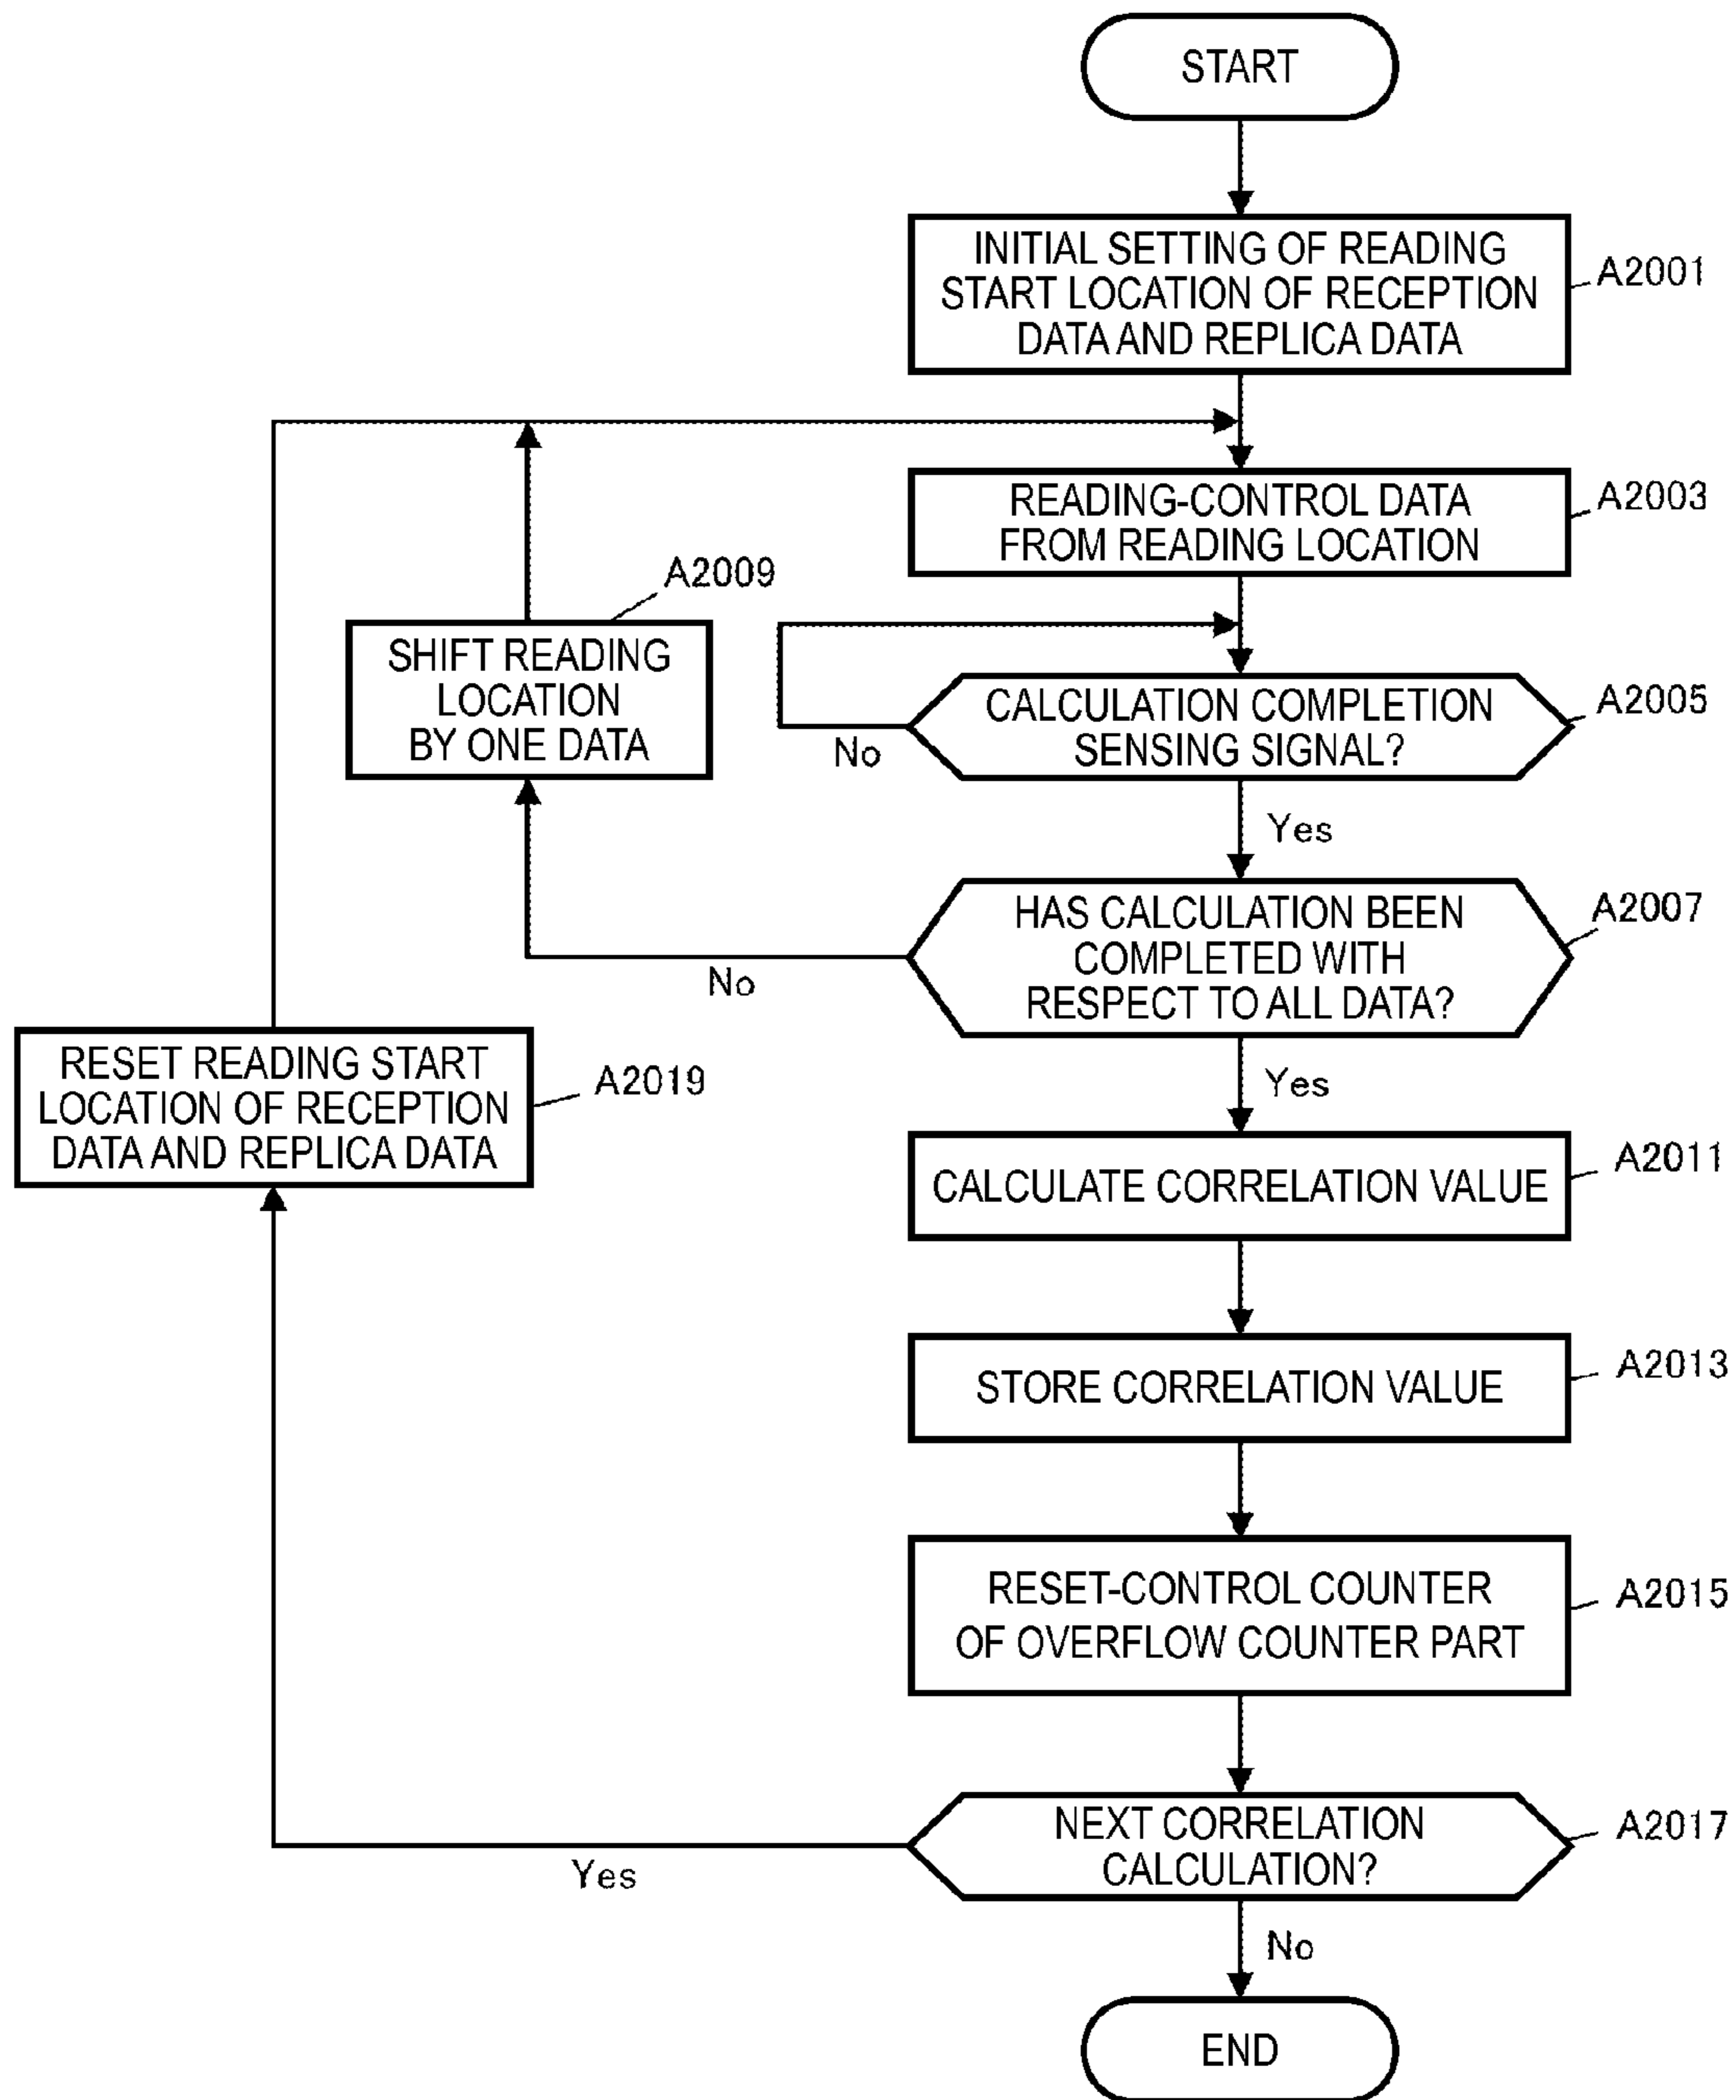 START
INITIAL SETTING OF READING
START LOCATION OF RECEPTION
DATA AND REPLICA DATA
A2001
READING-CONTROL DATA
FROM READING LOCATION
A2003
A2009
SHIFT READING
LOCATION
BY ONE DATA
CALCULATION COMPLETION
SENSING SIGNAL?
A2005
No
Yes
HAS CALCULATION BEEN
COMPLETED WITH
RESPECT TO ALL DATA?
A2007
No
Yes
RESET READING START
LOCATION OF RECEPTION
DATA AND REPLICA DATA
A2019
CALCULATE CORRELATION VALUE
A2011
STORE CORRELATION VALUE
A2013
RESET-CONTROL COUNTER
OF OVERFLOW COUNTER PART
A2015
NEXT CORRELATION
CALCULATION?
A2017
Yes
No
END